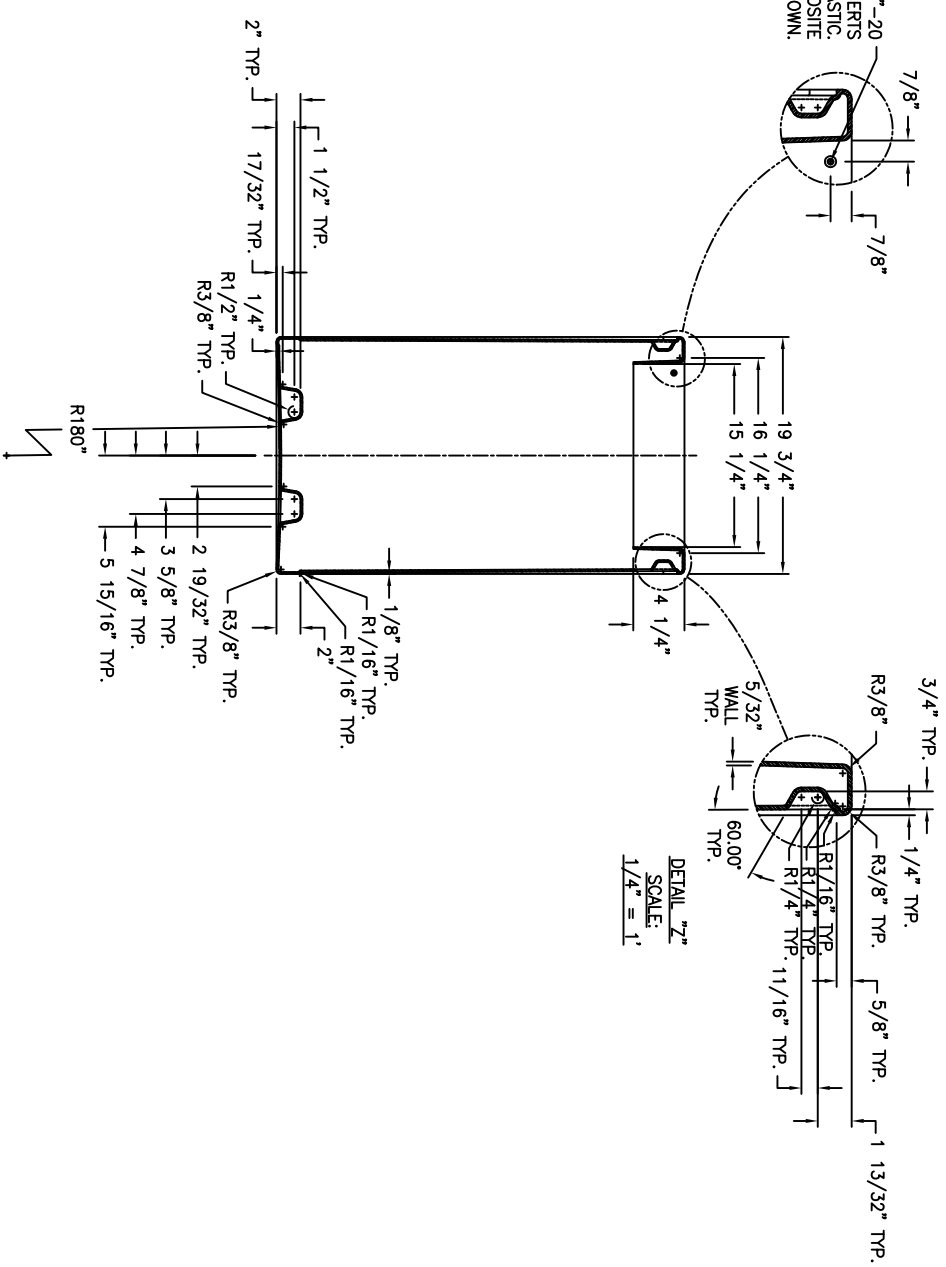 "-20
ERTS
ASTIC.
OSITE
OWN.
7/8"
7/8"
2" TYP.
1 1/2" TYP.
17/32" TYP.
1/4"
R1/2" TYP.
R3/8" TYP.
R180"
19 3/4"
16 1/4"
15 1/4"
4 1/4"
1/8" TYP.
R1/16" TYP.
R1/16" TYP.
2"
R3/8" TYP.
2 19/32" TYP.
3 5/8" TYP.
4 7/8" TYP.
5 15/16" TYP.
3/4" TYP.
R3/8"
5/32"
WALL
TYP.
60.00°
TYP.
1/4" TYP.
R3/8" TYP.
R1/16" TYP.
R1/4" TYP.
R1/4" TYP.
5/8" TYP.
11/16" TYP.
1 13/32" TYP.
DETAIL "Z"
SCALE:
1/4" = 1'